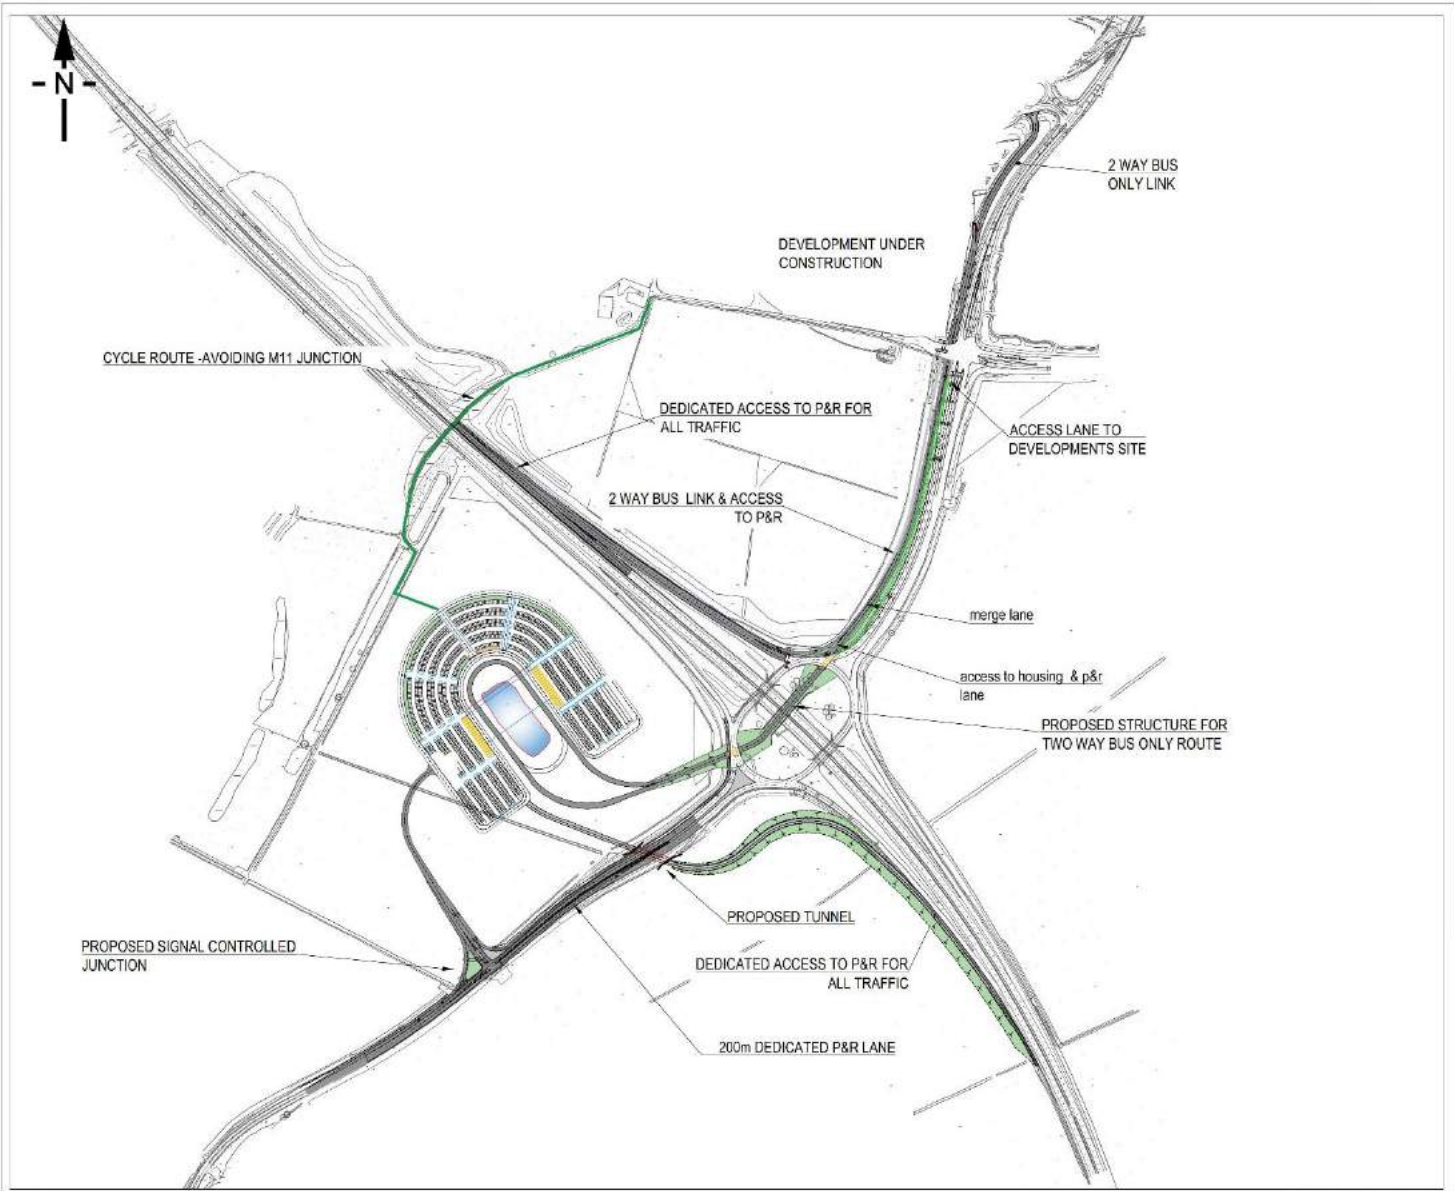 - N -
2 WAY BUS
ONLY LINK
DEVELOPMENT UNDER
CONSTRUCTION
CYCLE ROUTE -AVOIDING M11 JUNCTION
DEDICATED ACCESS TO P&R FOR
ALL TRAFFIC
ACCESS LANE TO
DEVELOPMENTS SITE
2 WAY BUS LINK & ACCESS
TO P&R
merge lane
access to housing & p&r
lane
PROPOSED STRUCTURE FOR
TWO WAY BUS ONLY ROUTE
PROPOSED TUNNEL
PROPOSED SIGNAL CONTROLLED
JUNCTION
DEDICATED ACCESS TO P&R FOR
ALL TRAFFIC
200m DEDICATED P&R LANE